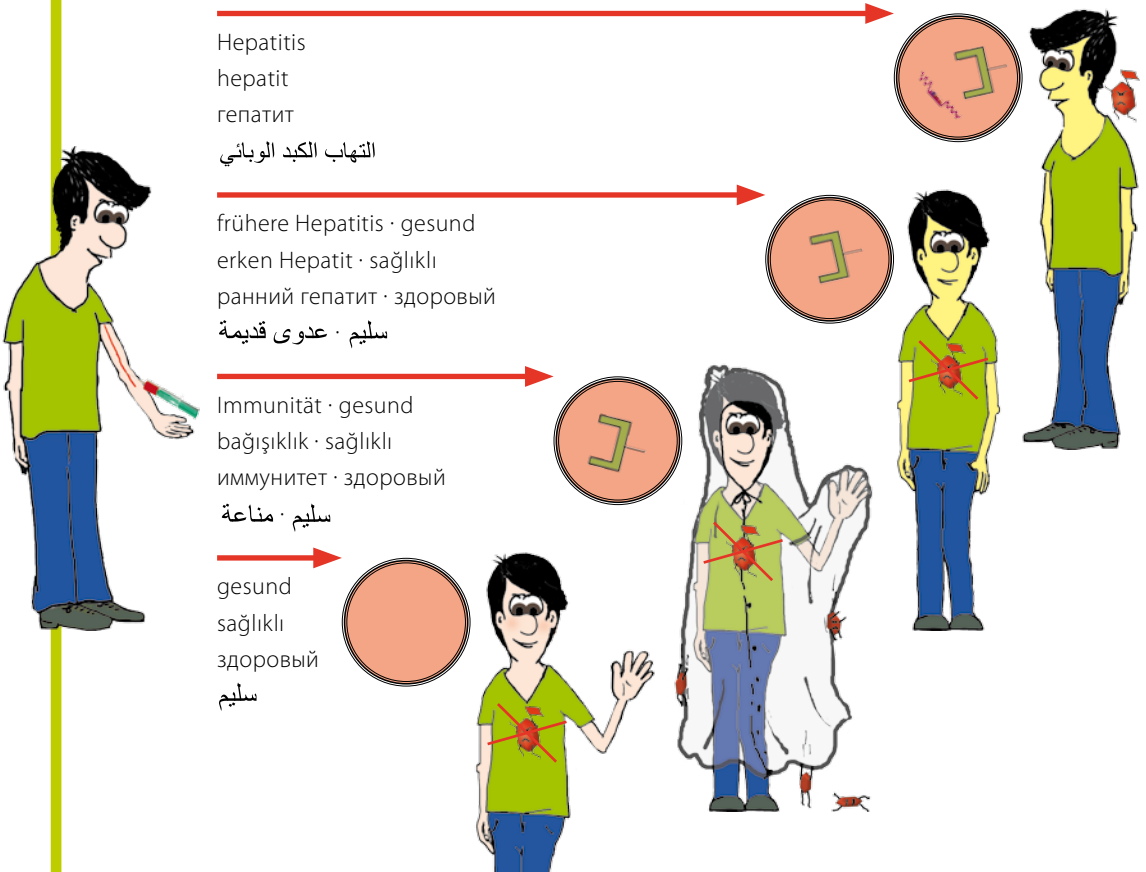 Hepatitis
hepatit
гепатит
التهاب الكبد الوبائي
frühere Hepatitis · gesund
erken Hepatit · sağlıklı
ранний гепатит · здоровый
سليم · عدوى قديمة
Immunität · gesund
bağışıklık · sağlıklı
иммунитет · здоровый
سليم · مناعة
gesund
sağlıklı
здоровый
سليم